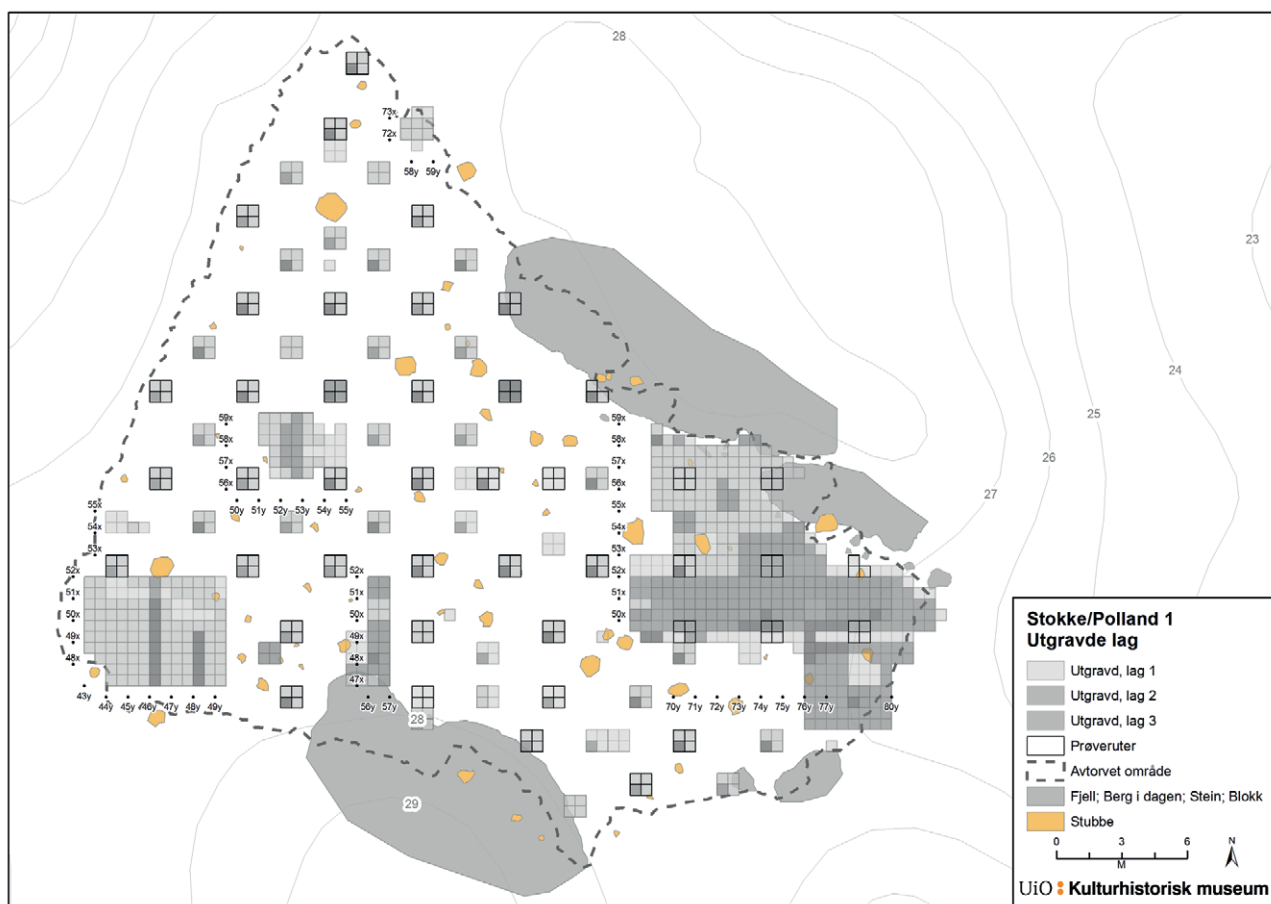 28
23
24
25
26
27
28
29
73x
72x
58y
59y
59x
58x
57x
56x
50y
51y
52y
53y
54y
55y
55x
54x
53x
52x
51x
50x
49x
48x
43y
44y
45y
46y
47y
48y
49y
52x
51x
50x
49x
48x
47x
56y
57y
59x
58x
57x
56x
55x
54x
53x
52x
51x
50x
70y
71y
72y
73y
74y
75y
76y
77y
80y
Stokke/Polland 1
Utgravde lag
Utgravd, lag 1
Utgravd, lag 2
Utgravd, lag 3
Prøveruter
Avtorvet område
Fjell; Berg i dagen; Stein; Blokk
Stubbe
0 3 6
M
N
UiO Kulturhistorisk museum